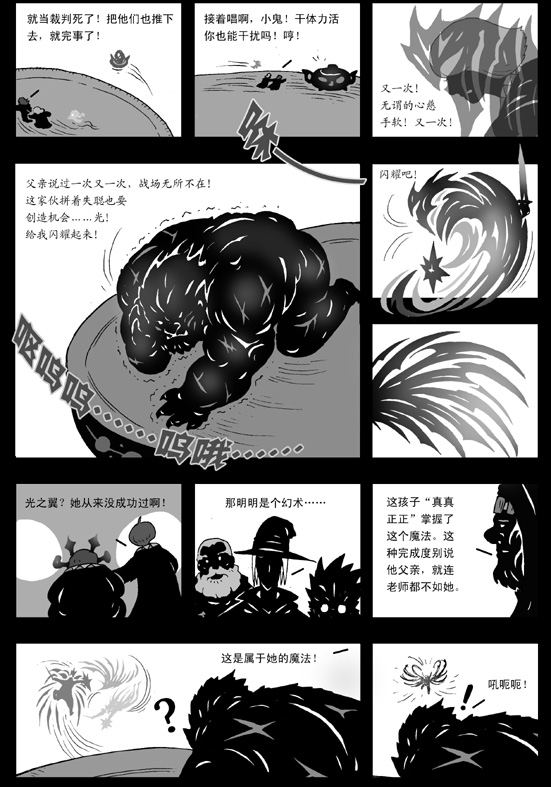 就当裁判死了！把他们也推下
去，就完事了！
接着唱啊，小鬼！干体力活
你也能干扰吗！哼！
又一次！
无谓的心慈
手软！又一次！
咻
父亲说过一次又一次，战场无所不在！
这家伙拼着失聪也要
创造机会……光！
给我闪耀起来！
闪耀吧！
呕呜呜……呜哦……
光之翼？她从来没成功过啊！
那明明是个幻术……
这孩子“真真
正正”掌握了
这个魔法。这
种完成度别说
他父亲，就连
老师都不如她。
这是属于她的魔法！
?
吼呃呃！
!